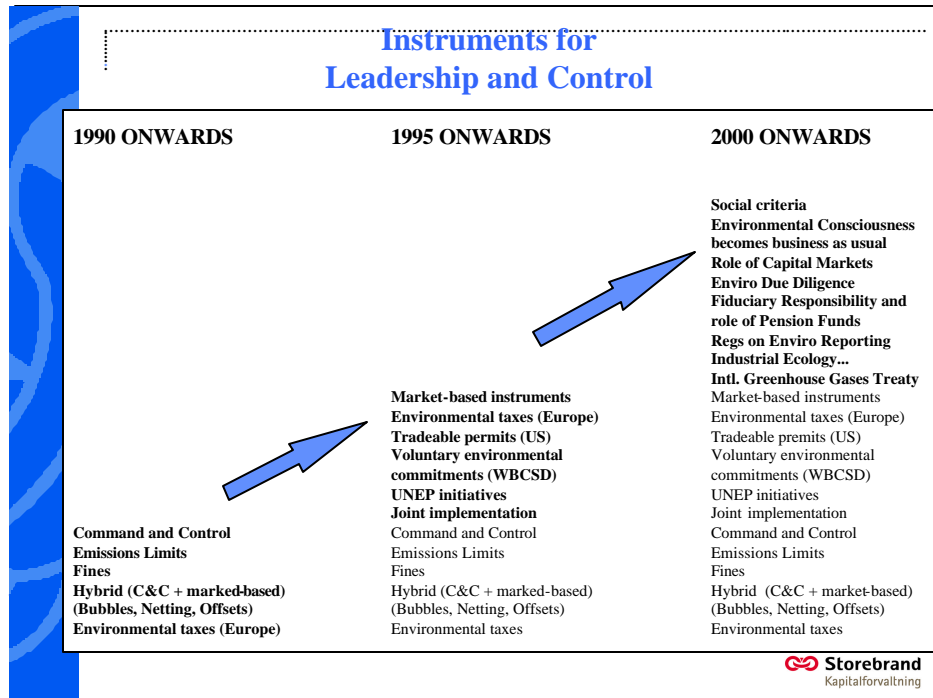 Instruments for
Leadership and Control
1990 ONWARDS
Command and Control
Emissions Limits
Fines
Hybrid (C&C + marked-based)
(Bubbles, Netting, Offsets)
Environmental taxes (Europe)
1995 ONWARDS
Market-based instruments
Environmental taxes (Europe)
Tradeable permits (US)
Voluntary environmental
commitments (WBCSD)
UNEP initiatives
Joint implementation
Command and Control
Emissions Limits
Fines
Hybrid (C&C + marked-based)
(Bubbles, Netting, Offsets)
Environmental taxes
2000 ONWARDS
Social criteria
Environmental Consciousness
becomes business as usual
Role of Capital Markets
Enviro Due Diligence
Fiduciary Responsibility and
role of Pension Funds
Regs on Enviro Reporting
Industrial Ecology...
Intl. Greenhouse Gases Treaty
Market-based instruments
Environmental taxes (Europe)
Tradeable premits (US)
Voluntary environmental
commitments (WBCSD)
UNEP initiatives
Joint implementation
Command and Control
Emissions Limits
Fines
Hybrid (C&C + market-based)
(Bubbles, Netting, Offsets)
Environmental taxes
Storebrand
Kapitalforvaltning